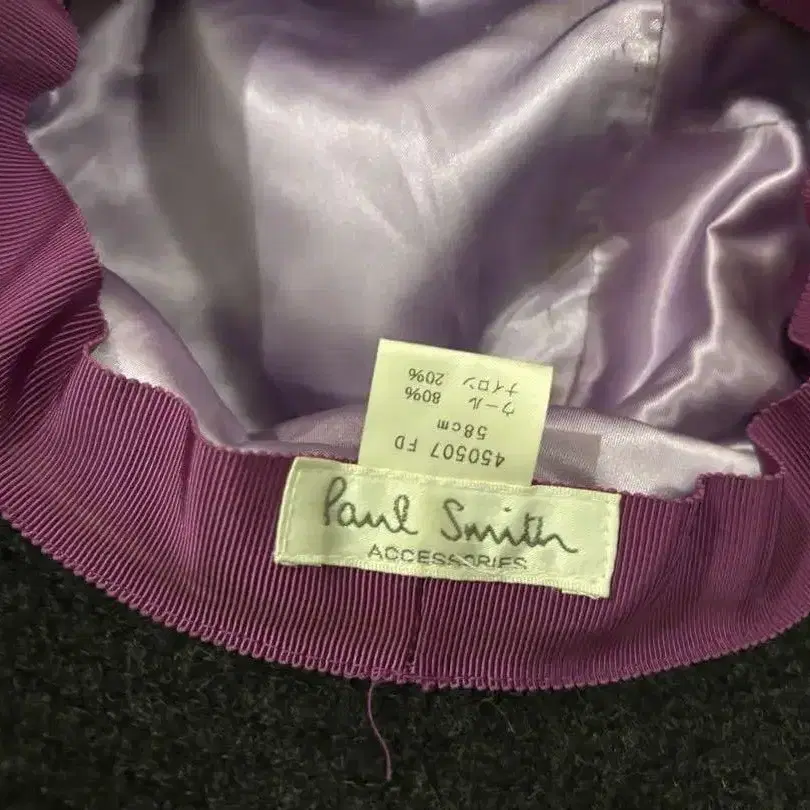 Paul Smith
ACCESSORIES
450507 FD
58cm
ウール 80%
ナイロン 20%